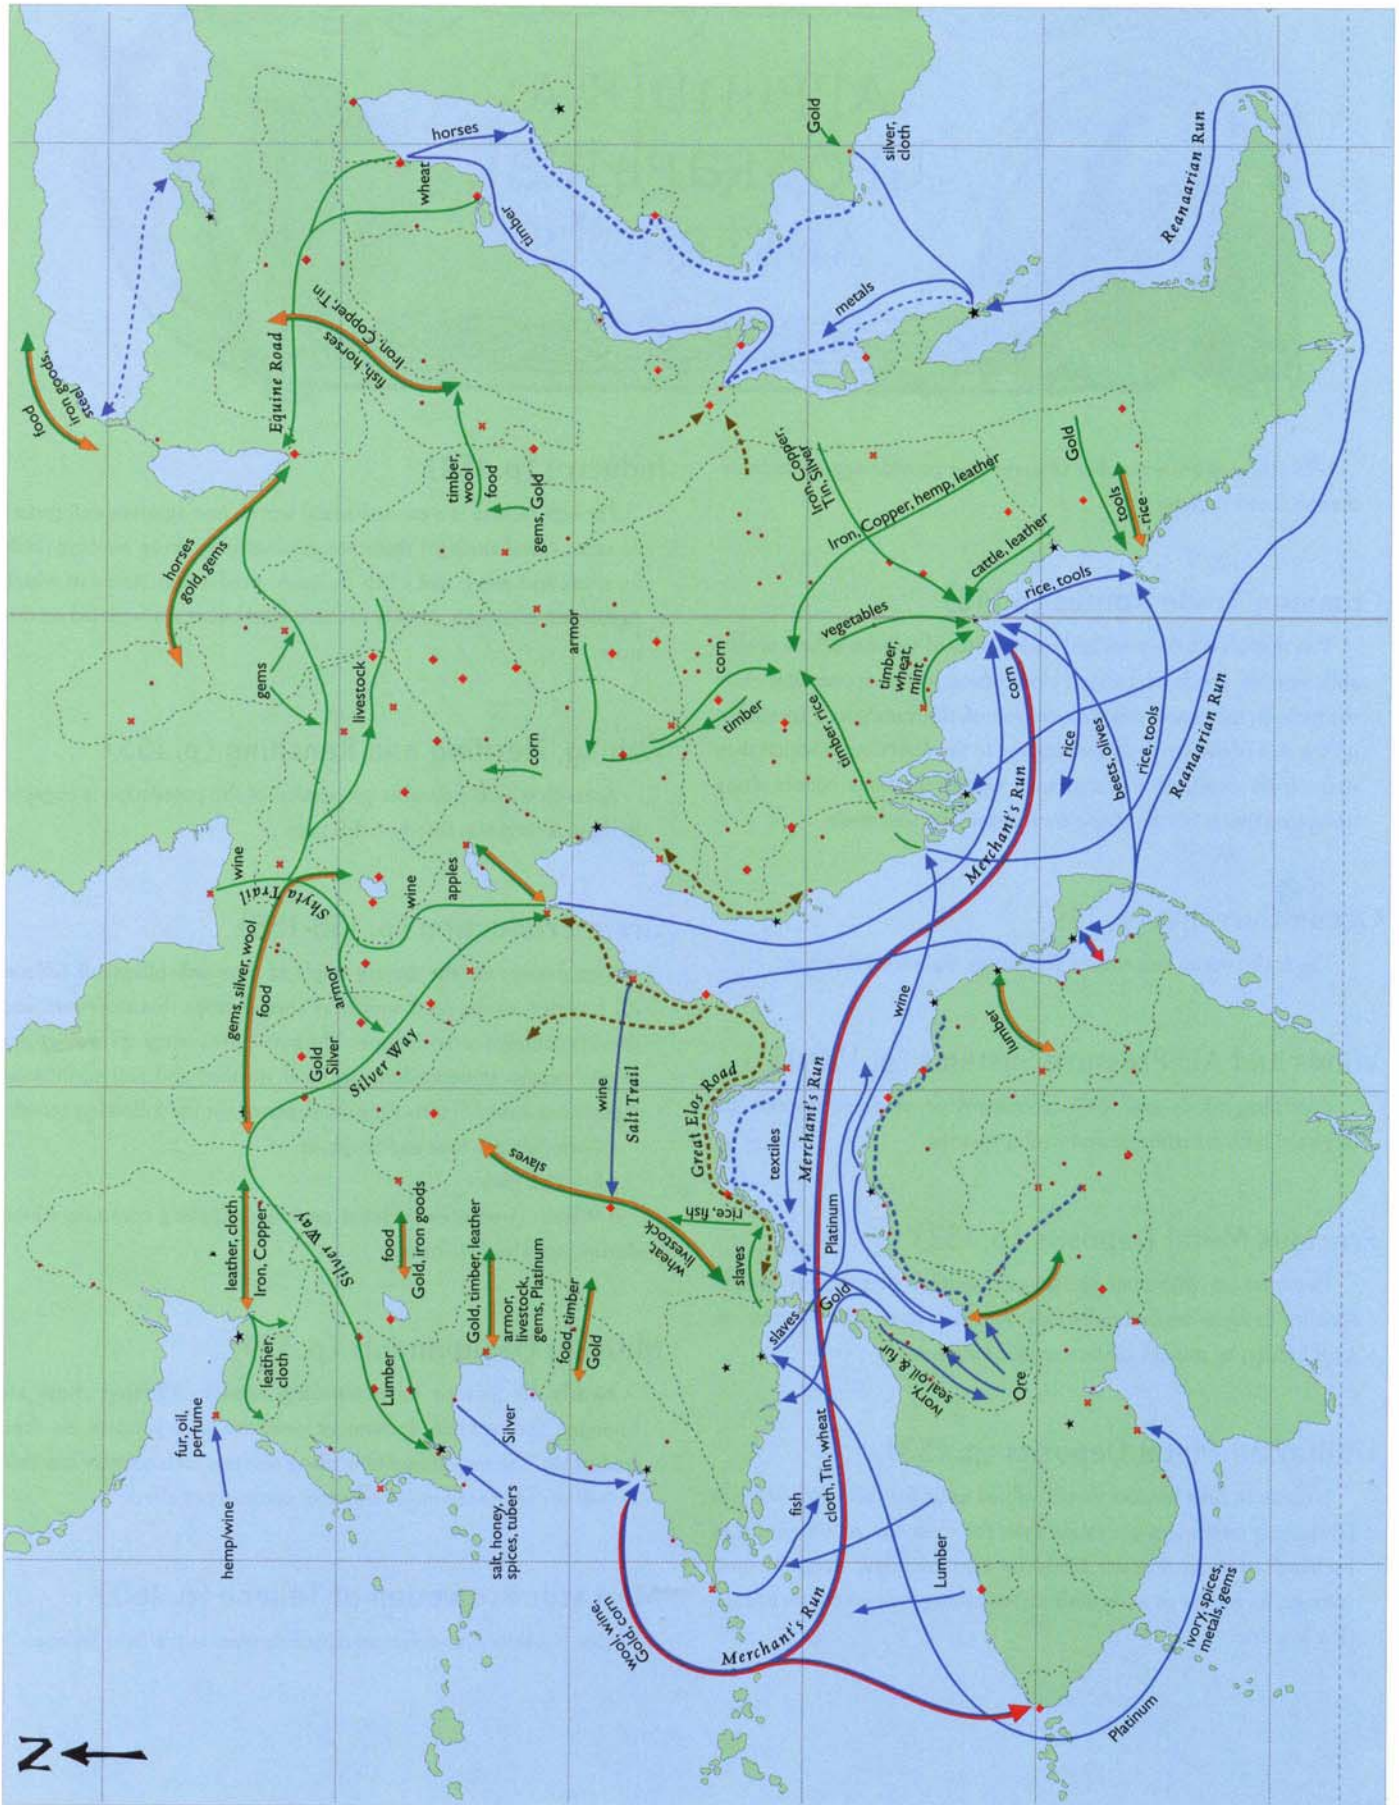 horses
wheat
timber
Gold
silver,
cloth
Reanaarian Run
metals
food
iron goods,
steel
Equine Road
Iron, Copper, Tin
fish, horses
horses
gold, gems
timber,
wool
food
gems, Gold
Iron, Copper,
Tin, Silver
Iron, Copper, hemp, leather
cattle, leather
Gold
tools
rice
gems
livestock
armor
corn
corn
timber
vegetables
timber,
wheat,
mint
timber, rice
rice, tools
corn
rice
beets, olives
rice, tools
Reanaarian Run
Merchant's Run
wine
Shyta Trail
wine
apples
gems, silver, wool
food
armor
Gold
Silver
Silver Way
wine
Salt Trail
Great Elos Road
textiles
Merchant's Run
wine
lumber
leather, cloth
Iron, Copper
Silver Way
food
Gold, iron goods
Gold, timber, leather
armor,
livestock,
gems, Platinum
food, timber
Gold
slaves
wheat,
livestock
rice, fish
slaves
slaves
Platinum
Gold
ivory,
seal, oil & fur
Ore
leather,
cloth
fur, oil,
perfume
hemp/wine
Lumber
Silver
salt, honey,
spices, tubers
fish
cloth, Tin, wheat
wool, wine,
Gold, corn
Merchant's Run
Lumber
ivory, spices,
metals, gems
Platinum
N